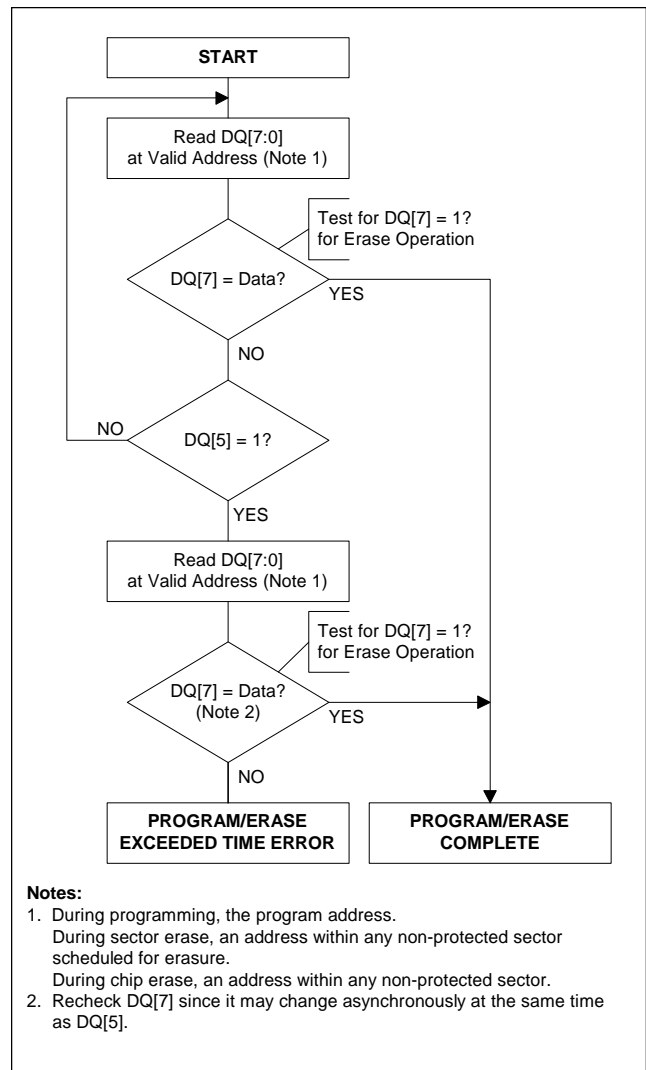 START
Read DQ[7:0]
at Valid Address (Note 1)
Test for DQ[7] = 1?
for Erase Operation
DQ[7] = Data?
YES
NO
NO
DQ[5] = 1?
YES
Read DQ[7:0]
at Valid Address (Note 1)
Test for DQ[7] = 1?
for Erase Operation
DQ[7] = Data?
(Note 2)
YES
NO
PROGRAM/ERASE
EXCEEDED TIME ERROR
PROGRAM/ERASE
COMPLETE
Notes:
1. During programming, the program address.
During sector erase, an address within any non-protected sector
scheduled for erasure.
During chip erase, an address within any non-protected sector.
2. Recheck DQ[7] since it may change asynchronously at the same time
as DQ[5].